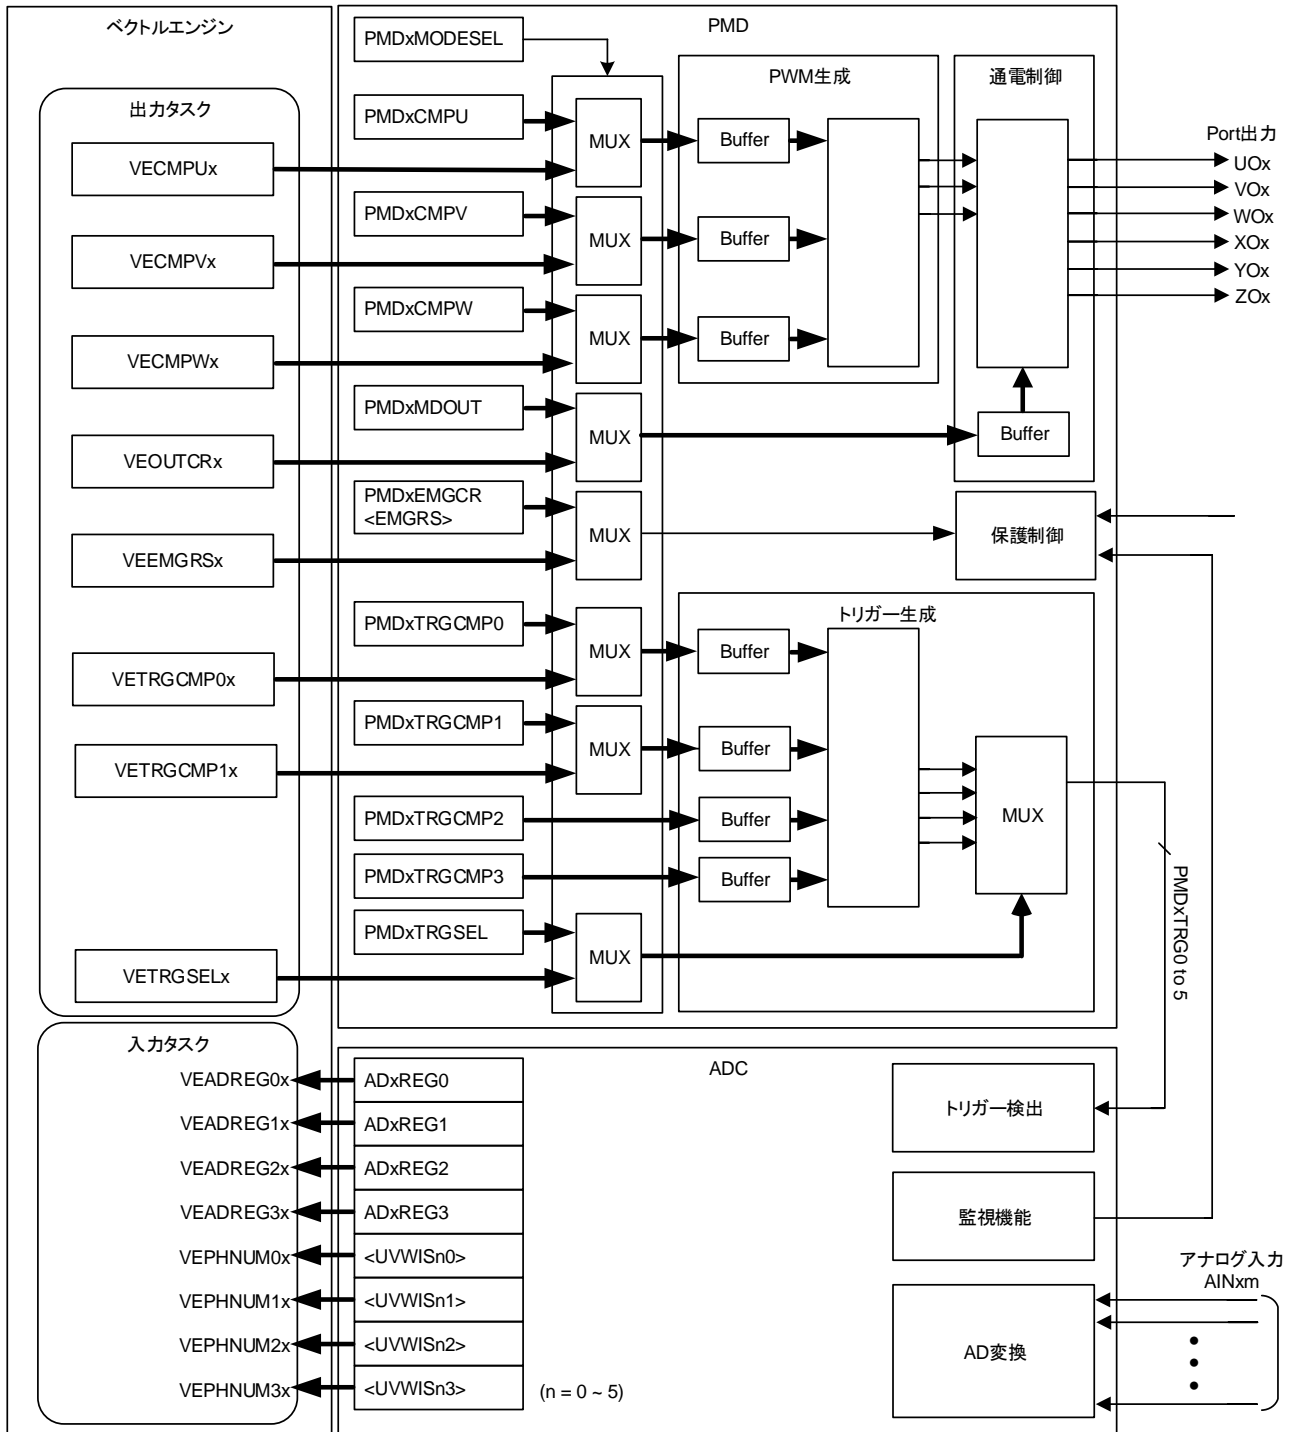 ベクトルエンジン
出力タスク
VECMPUx
VECMPVx
VECMPWx
VEOUTCRx
VEEMGRSx
VETRGCMP0x
VETRGCMP1x
VETRGSELx
入力タスク
VEADREG0x
VEADREG1x
VEADREG2x
VEADREG3x
VEPHNUM0x
VEPHNUM1x
VEPHNUM2x
VEPHNUM3x
PMD
PMDxMODESEL
PMDxCMPU
PMDxCMPV
PMDxCMPW
PMDxMDOUT
PMDxEMGCR
<EMGRS>
PMDxTRGCMP0
PMDxTRGCMP1
PMDxTRGCMP2
PMDxTRGCMP3
PMDxTRGSEL
MUX
MUX
MUX
MUX
MUX
MUX
MUX
MUX
PWM生成
Buffer
Buffer
Buffer
通電制御
Buffer
保護制御
トリガー生成
Buffer
Buffer
Buffer
Buffer
MUX
Port出力
UOx
VOx
WOx
XOx
YOx
ZOx
PMDxTRG0 to 5
ADC
ADxREG0
ADxREG1
ADxREG2
ADxREG3
<UVWISn0>
<UVWISn1>
<UVWISn2>
<UVWISn3>
(n = 0 ~ 5)
トリガー検出
監視機能
AD変換
アナログ入力
AINxm